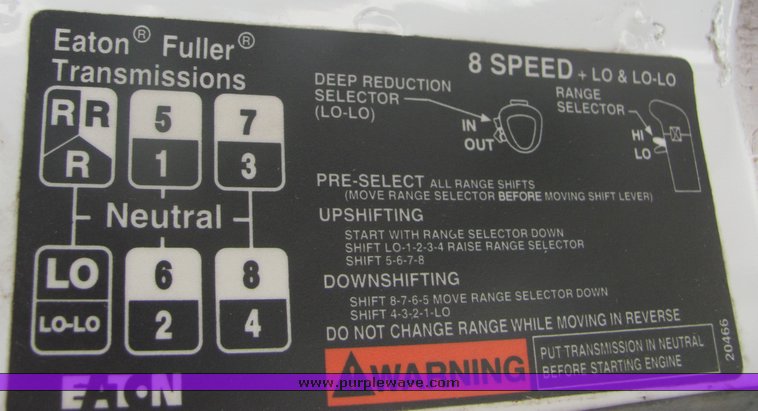 Eaton® Fuller®
Transmissions
R R
R
5
1
7
3
Neutral
LO
LO-LO
6
2
8
4
EATON
8 SPEED + LO & LO-LO
DEEP REDUCTION
SELECTOR
(LO-LO)
IN
OUT
RANGE
SELECTOR
HI
LO
PRE-SELECT ALL RANGE SHIFTS
(MOVE RANGE SELECTOR BEFORE MOVING SHIFT LEVER)
UPSHIFTING
START WITH RANGE SELECTOR DOWN
SHIFT LO-1-2-3-4 RAISE RANGE SELECTOR
SHIFT 5-6-7-8
DOWNSHIFTING
SHIFT 8-7-6-5 MOVE RANGE SELECTOR DOWN
SHIFT 4-3-2-1-LO
DO NOT CHANGE RANGE WHILE MOVING IN REVERSE
WARNING
PUT TRANSMISSION IN NEUTRAL
BEFORE STARTING ENGINE
20466
www.purplewave.com